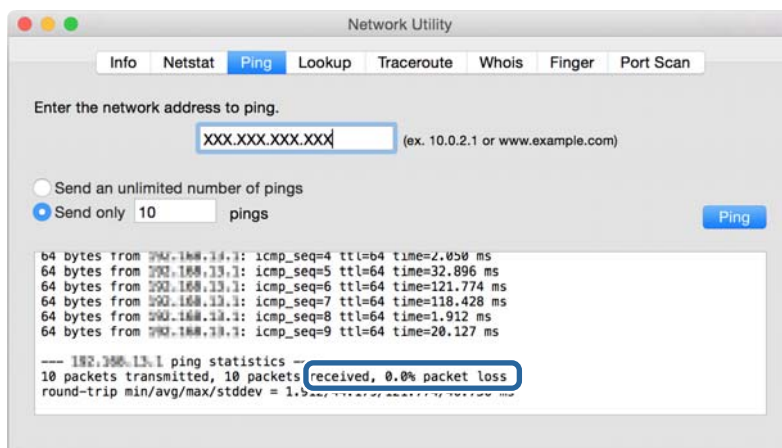 Network Utility
Info Netstat Ping Lookup Traceroute Whois Finger Port Scan
Enter the network address to ping.
XXX.XXX.XXX.XXX (ex. 10.0.2.1 or www.example.com)
Send an unlimited number of pings
Send only 10 pings
Ping
64 bytes from icmp_seq=4 ttl=64 time=2.050 ms
64 bytes from icmp_seq=5 ttl=64 time=32.896 ms
64 bytes from icmp_seq=6 ttl=64 time=121.774 ms
64 bytes from icmp_seq=7 ttl=64 time=118.428 ms
64 bytes from icmp_seq=8 ttl=64 time=1.912 ms
64 bytes from icmp_seq=9 ttl=64 time=20.127 ms
--- ping statistics --
10 packets transmitted, 10 packets received, 0.0% packet loss
round-trip min/avg/max/stddev =